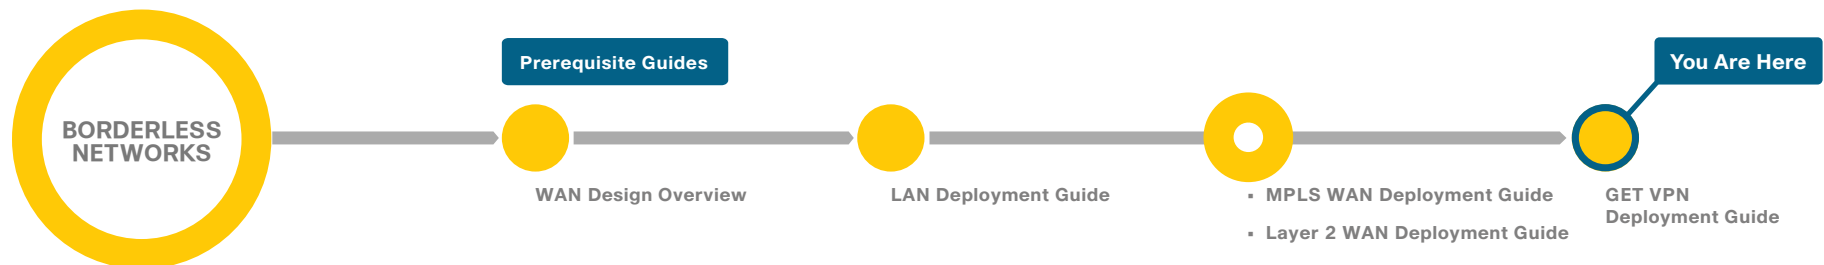 BORDERLESS
NETWORKS
Prerequisite Guides
You Are Here
WAN Design Overview
LAN Deployment Guide
▪ MPLS WAN Deployment Guide
▪ Layer 2 WAN Deployment Guide
GET VPN
Deployment Guide